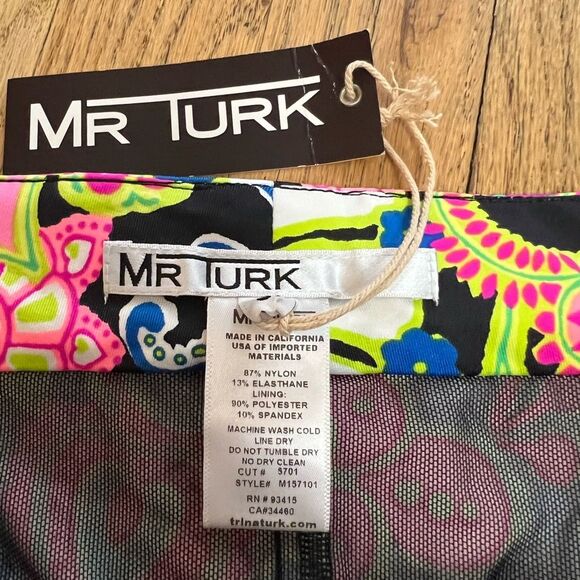 MR TURK
MR TURK
MADE IN CALIFORNIA
USA OF IMPORTED
MATERIALS
87% NYLON
13% ELASTHANE
LINING:
90% POLYESTER
10% SPANDEX
MACHINE WASH COLD
LINE DRY
DO NOT TUMBLE DRY
NO DRY CLEAN
CUT # 5701
STYLE# M157101
RN # 93415
CA#34460
trinaturk.com